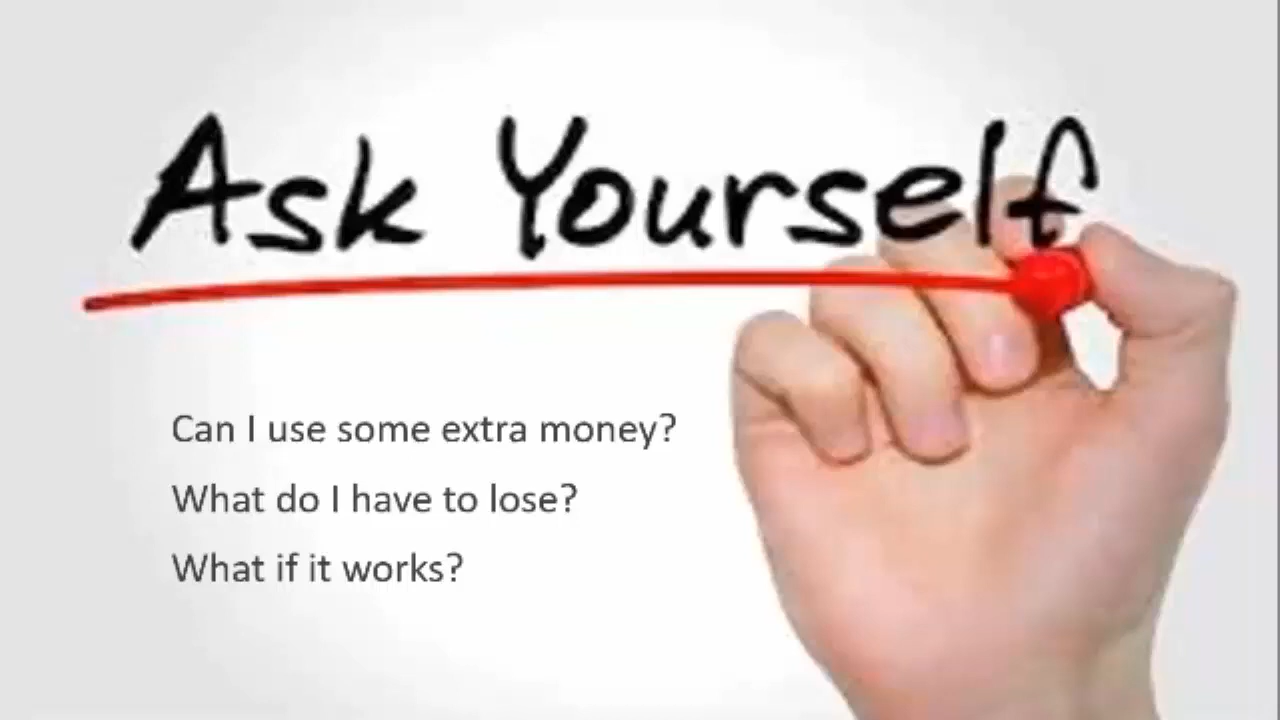 Ask Yourself
Can I use some extra money?
What do I have to lose?
What if it works?